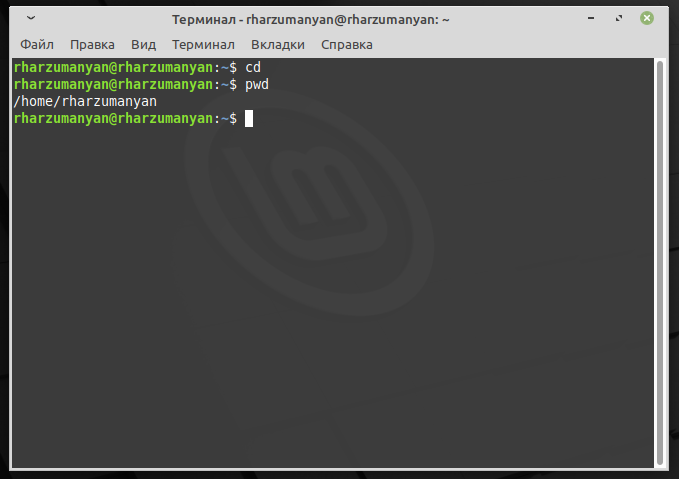 Терминал - rharzumanyan@rharzumanyan: ~
Файл Правка Вид Терминал Вкладки Справка
rharzumanyan@rharzumanyan:~$ cd
rharzumanyan@rharzumanyan:~$ pwd
/home/rharzumanyan
rharzumanyan@rharzumanyan:~$